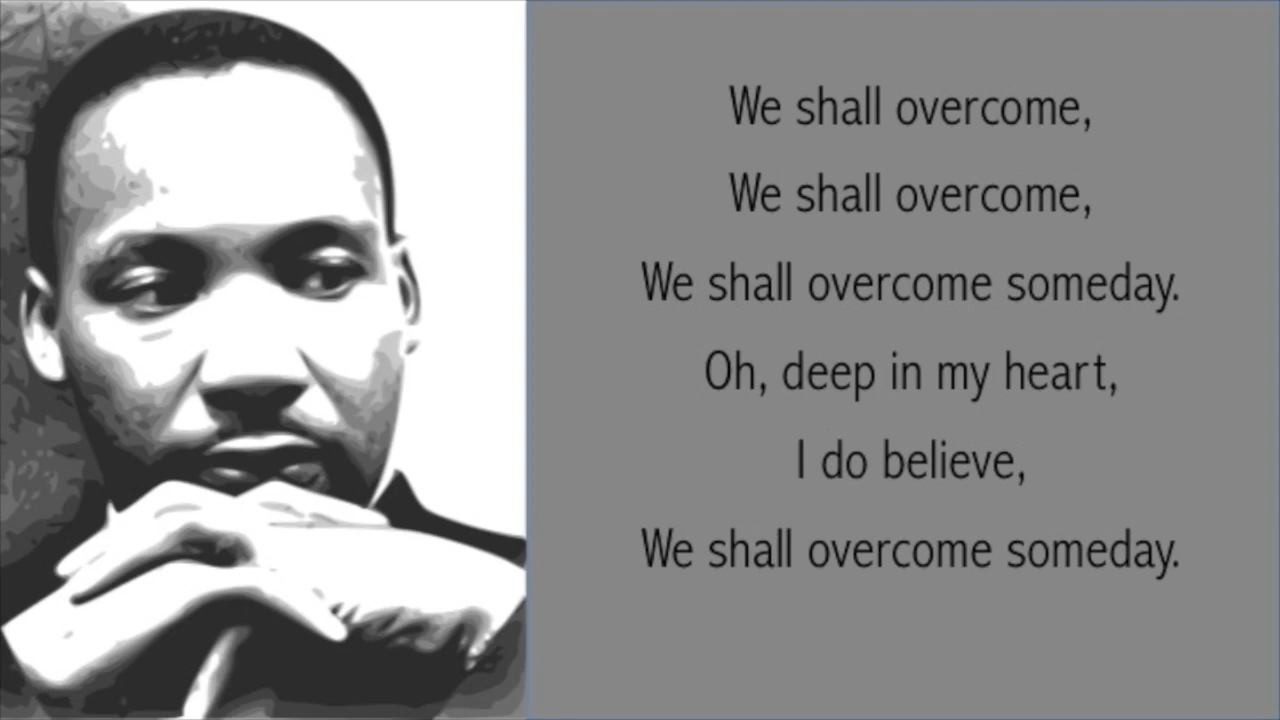 We shall overcome,
We shall overcome,
We shall overcome someday.
Oh, deep in my heart,
I do believe,
We shall overcome someday.